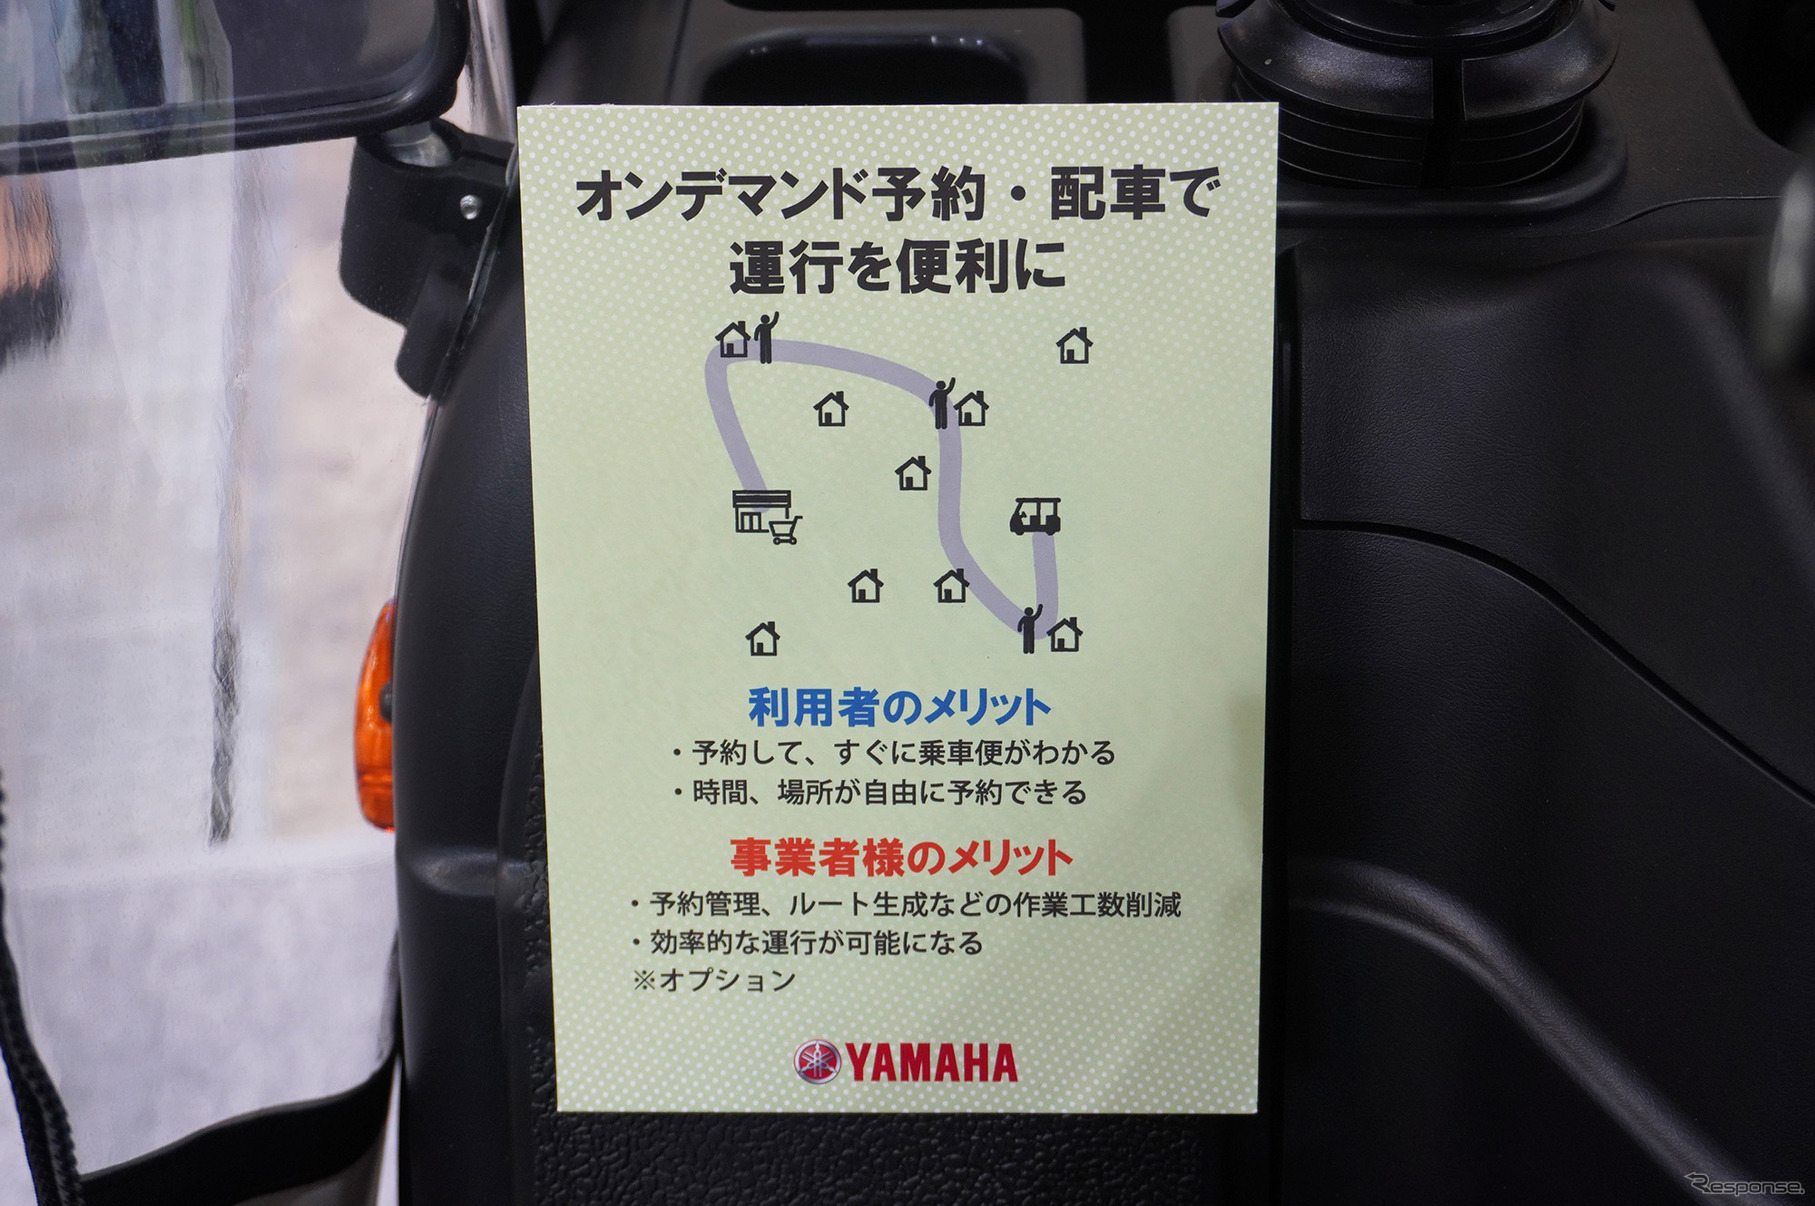 オンデマンド予約・配車で
運行を便利に
利用者のメリット
・予約して、すぐに乗車便がわかる
・時間、場所が自由に予約できる
事業者様のメリット
・予約管理、ルート生成などの作業工数削減
・効率的な運行が可能になる
※オプション
YAMAHA
Response.